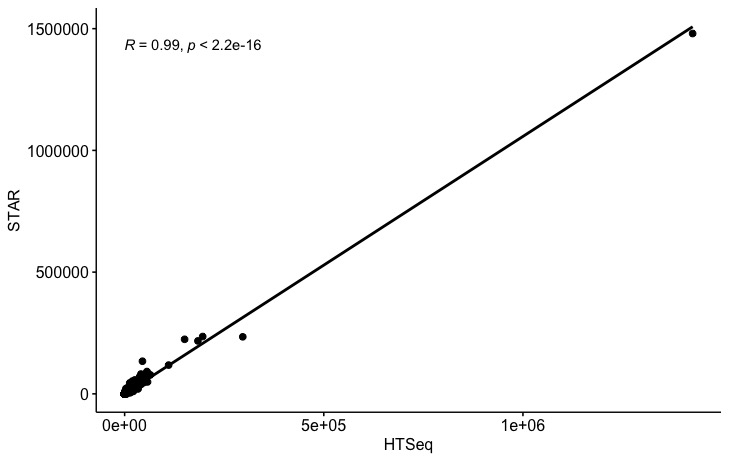 R = 0.99, p < 2.2e-16
1500000
1000000
500000
0
STAR
0e+00
5e+05
1e+06
HTSeq